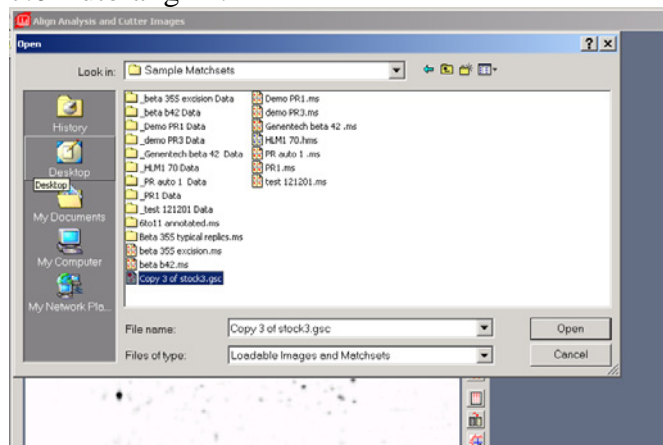 Align Analysis and Cutter Images
Open
Look in:
Sample Matchsets
History
Desktop
Desktop
My Documents
My Computer
My Network Pla...
_beta 355 excision Data
_beta b42 Data
_Demo PR1 Data
_demo PR3 Data
_Genentech beta 42 Data
_HLM1 70 Data
_PR auto 1 Data
_PR1 Data
_test 121201 Data
6to11 annotated.ms
Beta 355 typical replics.ms
beta 355 excision.ms
beta b42.ms
Copy 3 of stock3.gsc
Demo PR1.ms
demo PR3.ms
Genentech beta 42 .ms
HLM1 70.hms
PR auto 1 .ms
PR1.ms
test 121201.ms
File name:
Copy 3 of stock3.gsc
Open
Files of type:
Loadable Images and Matchsets
Cancel